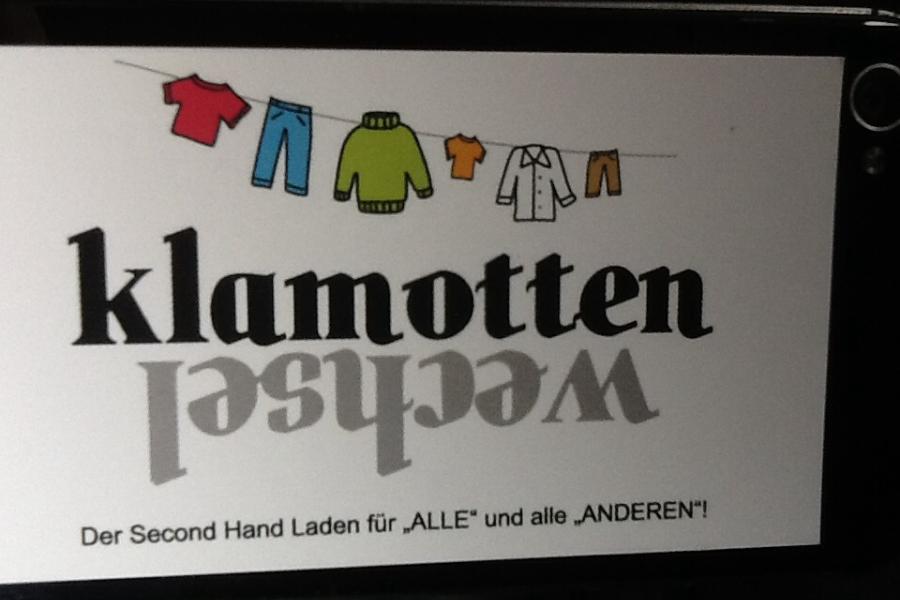 klamotten
wechsel
Der Second Hand Laden für „ALLE“ und alle „ANDEREN“!